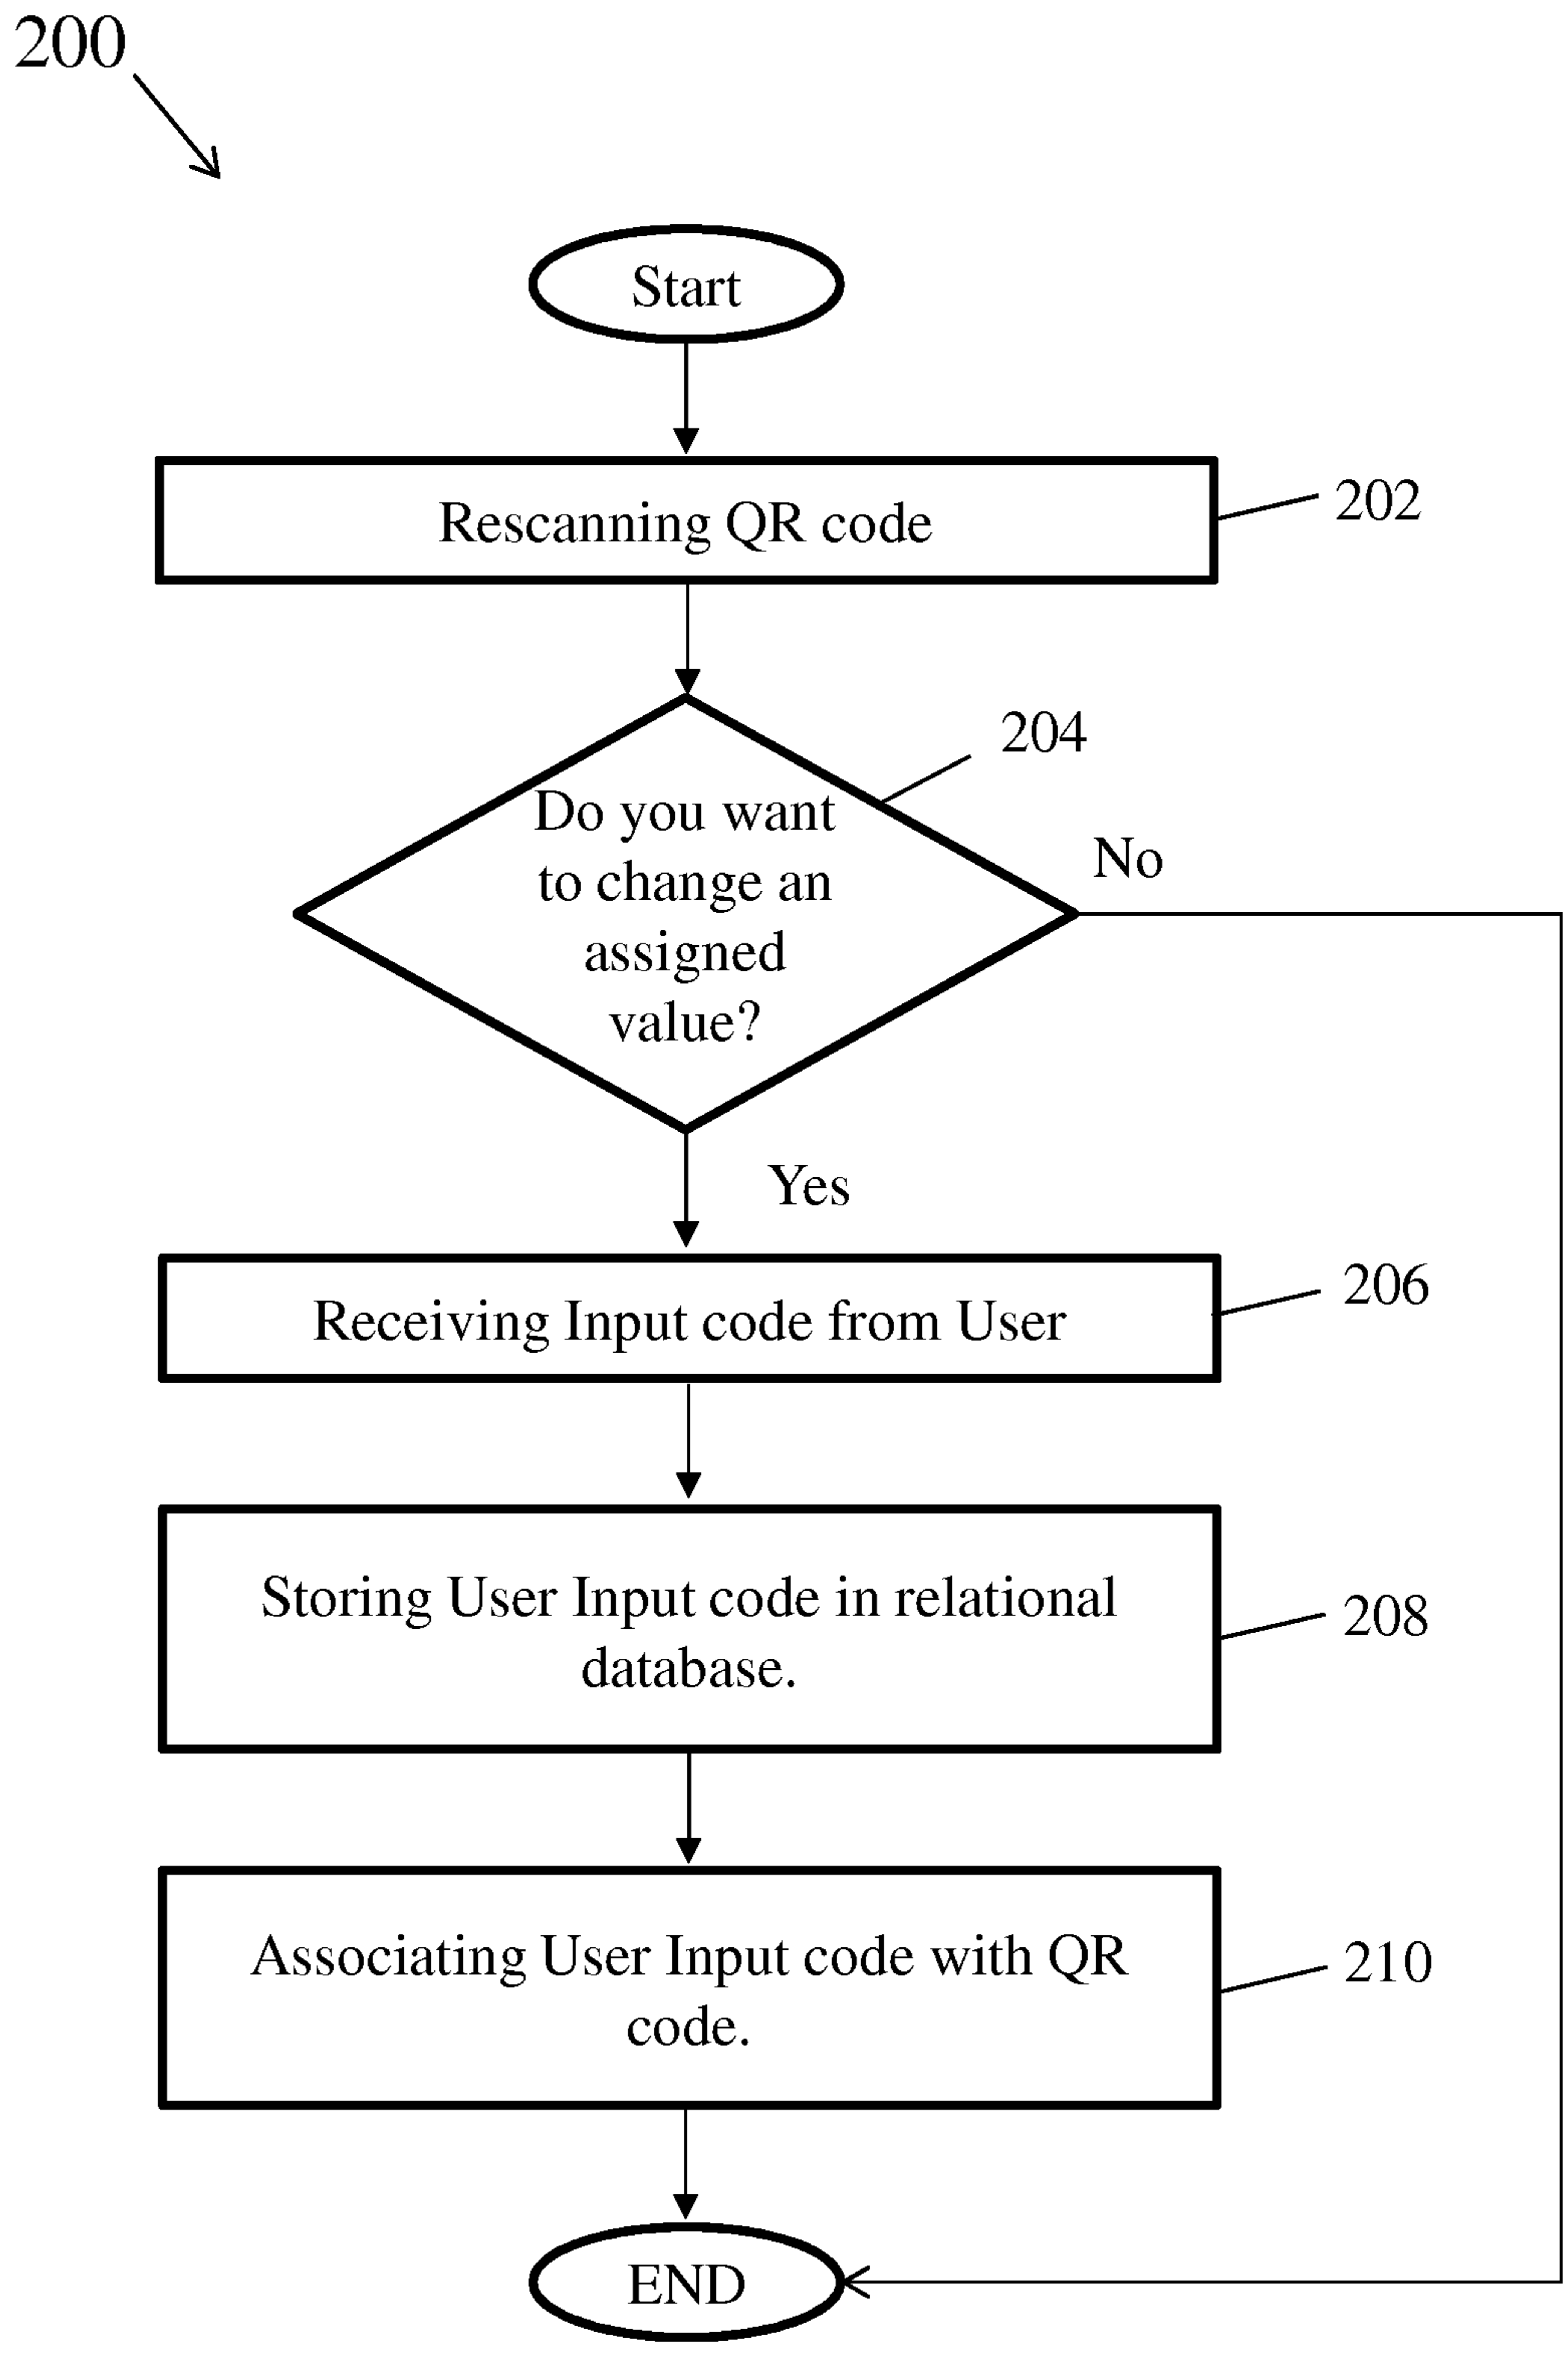 200
Start
Rescanning QR code
202
204
Do you want
to change an
assigned
value?
No
Yes
Receiving Input code from User
206
Storing User Input code in relational
database.
208
Associating User Input code with QR
code.
210
END